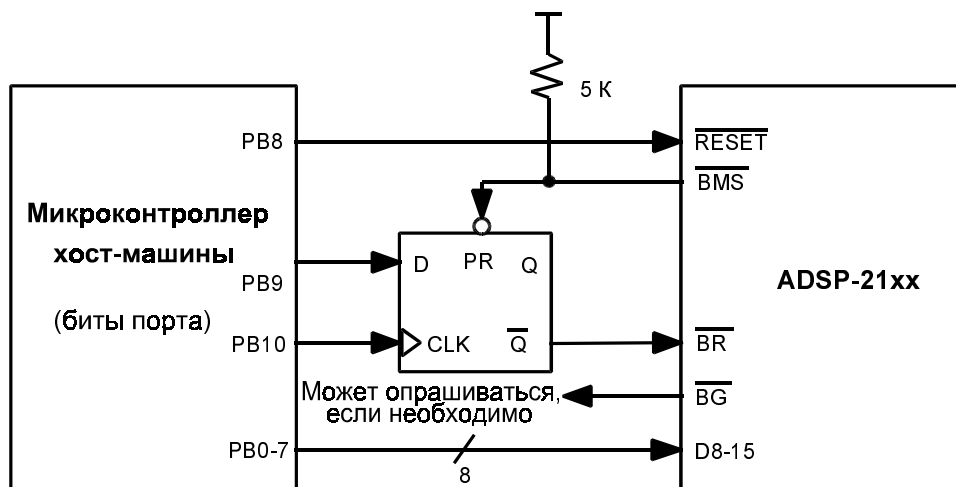 5 К
PB8
RESET
BMS
Микроконтроллер
хост-машины
(биты порта)
PB9
D
PR
Q
ADSP-21xx
PB10
CLK
Q
BR
Может опрашиваться,
если необходимо
BG
PB0-7
8
D8-15